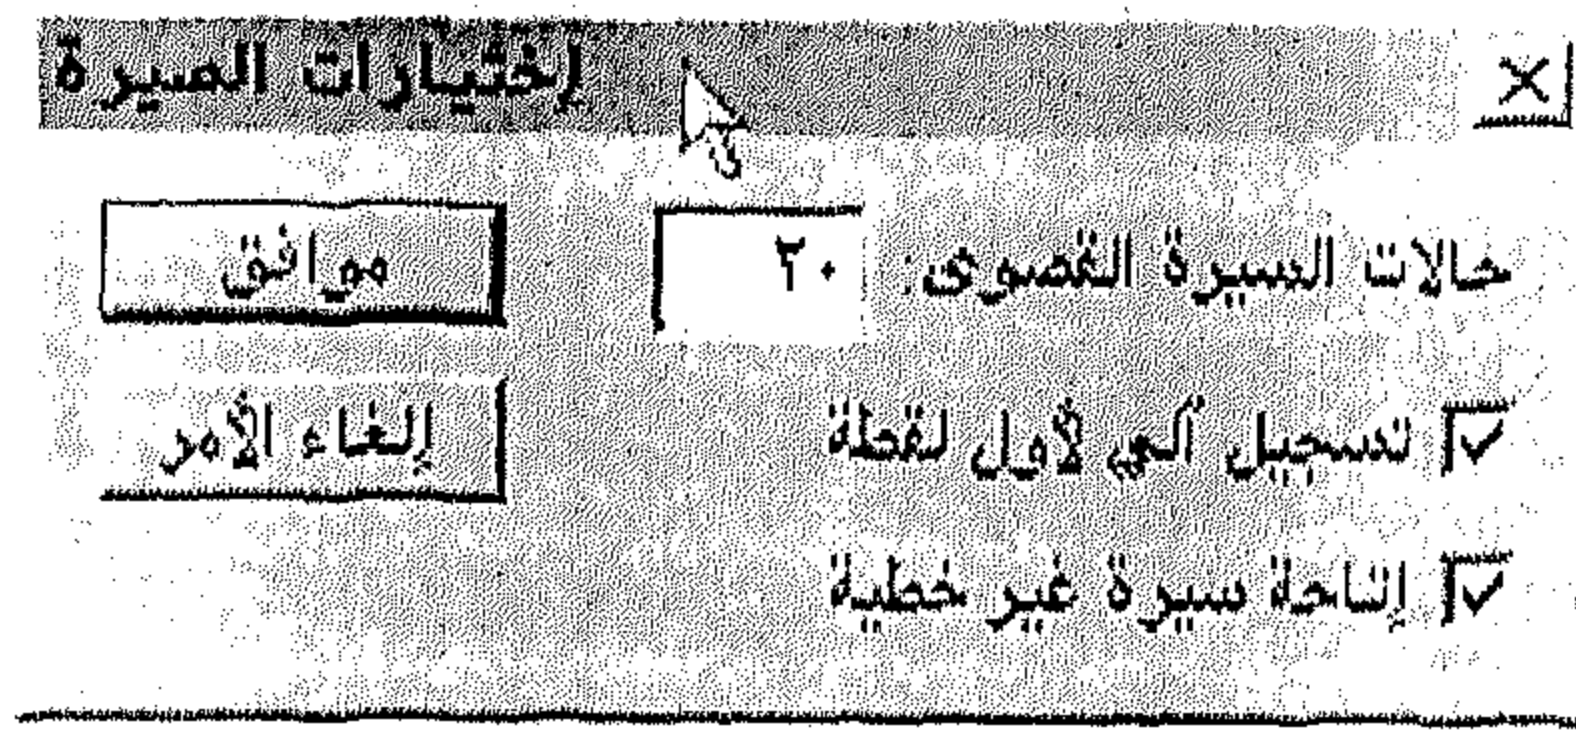 إختيارات السيرة
حالات السيرة القصوى: ٢٠
موافق
تسجيل آلي لأول لقطة
إلغاء الأمر
إتاحة سيرة غير خطية